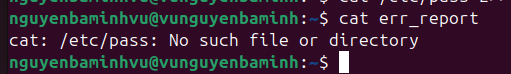 nguyenbaminhvu@vunguyenbaminh:~$ cat err_report
cat: /etc/pass: No such file or directory
nguyenbaminhvu@vunguyenbaminh:~$